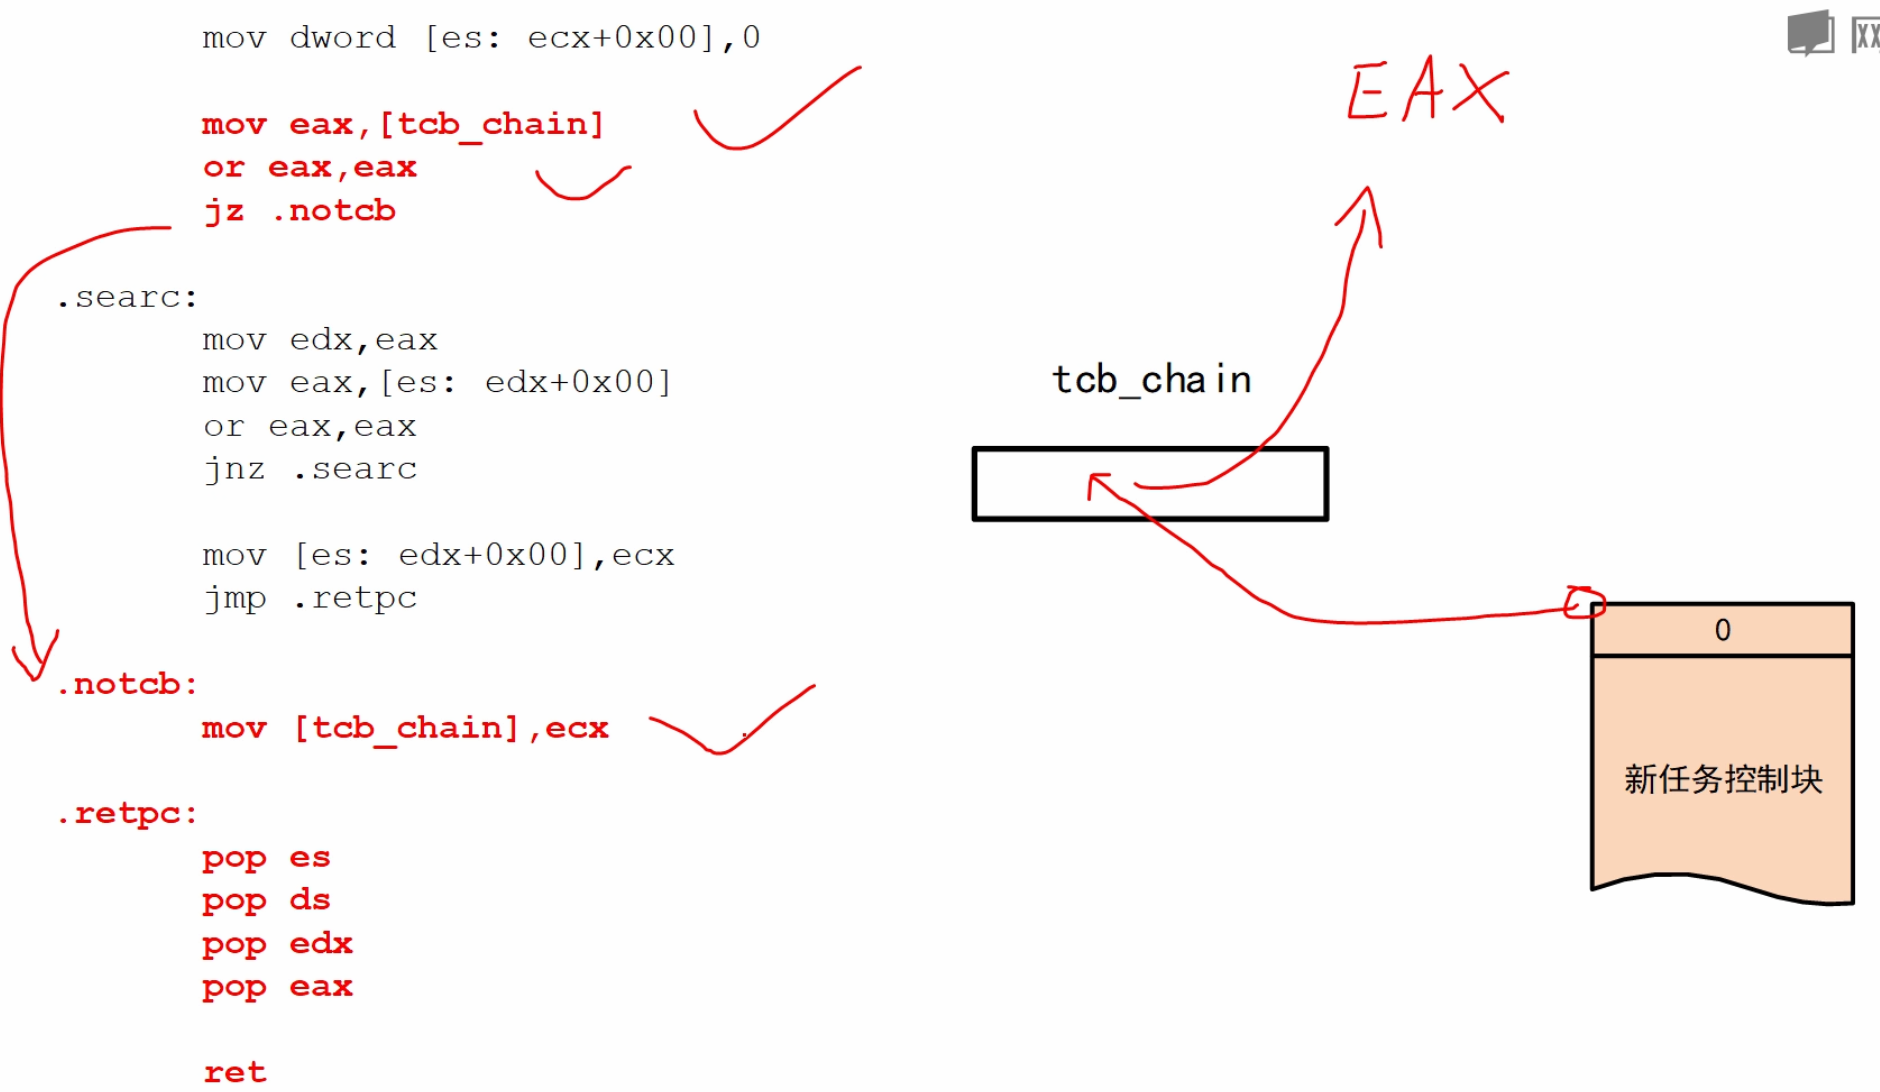 mov dword [es: ecx+0x00],0
mov eax,[tcb_chain]
or eax,eax
jz .notcb
.searc:
mov edx,eax
mov eax,[es: edx+0x00]
or eax,eax
jnz .searc
mov [es: edx+0x00],ecx
jmp .retpc
.notcb:
mov [tcb_chain],ecx
.retpc:
pop es
pop ds
pop edx
pop eax
ret
EAX
tcb_chain
0
新任务控制块